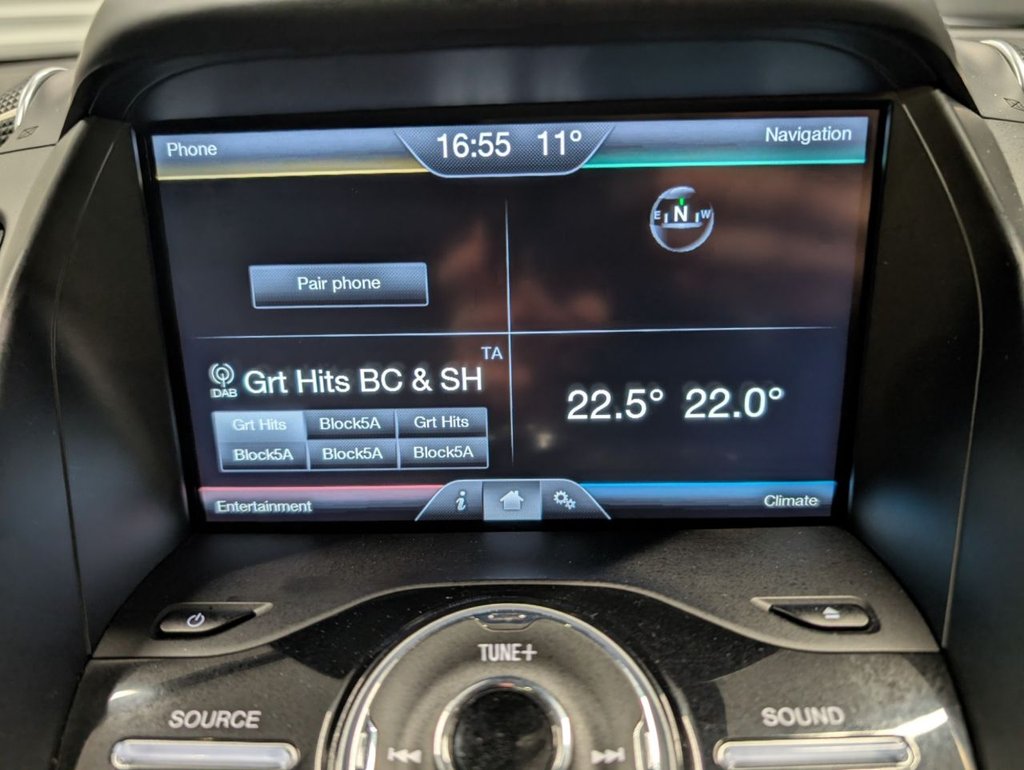 Phone 16:55 11° Navigation
E N W
Pair phone
TA
DAB Grt Hits BC & SH
22.5° 22.0°
Grt Hits Block5A Grt Hits
Block5A Block5A Block5A
Entertainment i Climate
TUNE+
SOURCE SOUND